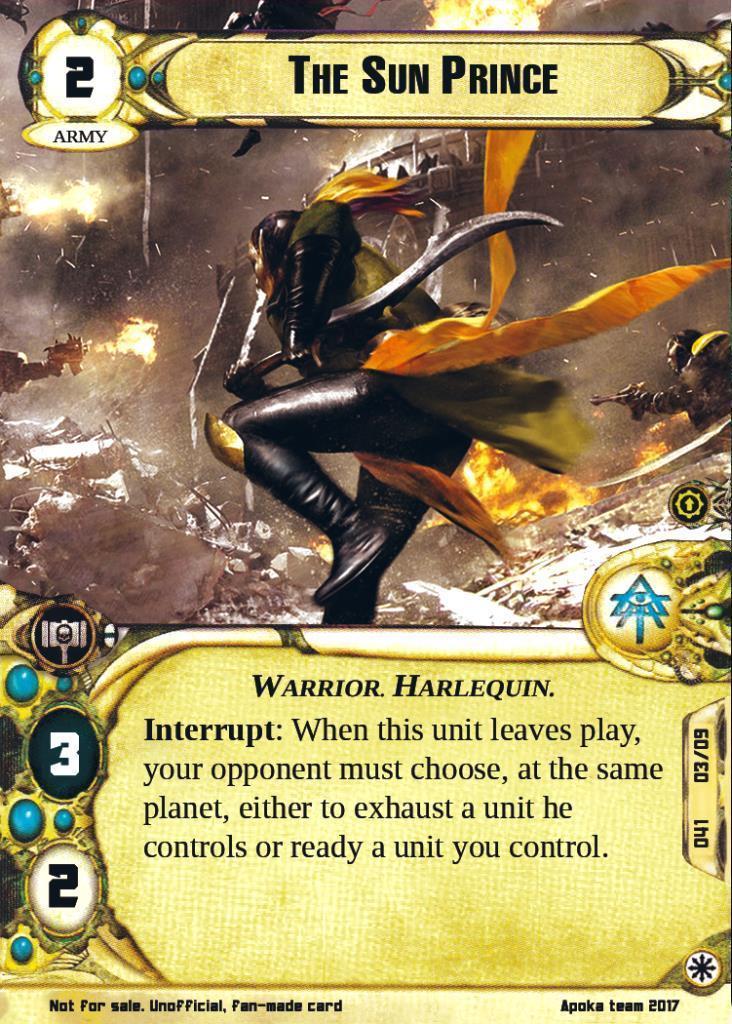 2
THE SUN PRINCE
ARMY
WARRIOR. HARLEQUIN.
Interrupt: When this unit leaves play,
your opponent must choose, at the same
planet, either to exhaust a unit he
controls or ready a unit you control.
3
2
041 03/09
Not for sale. Unofficial, fan-made card
Apoka team 2017